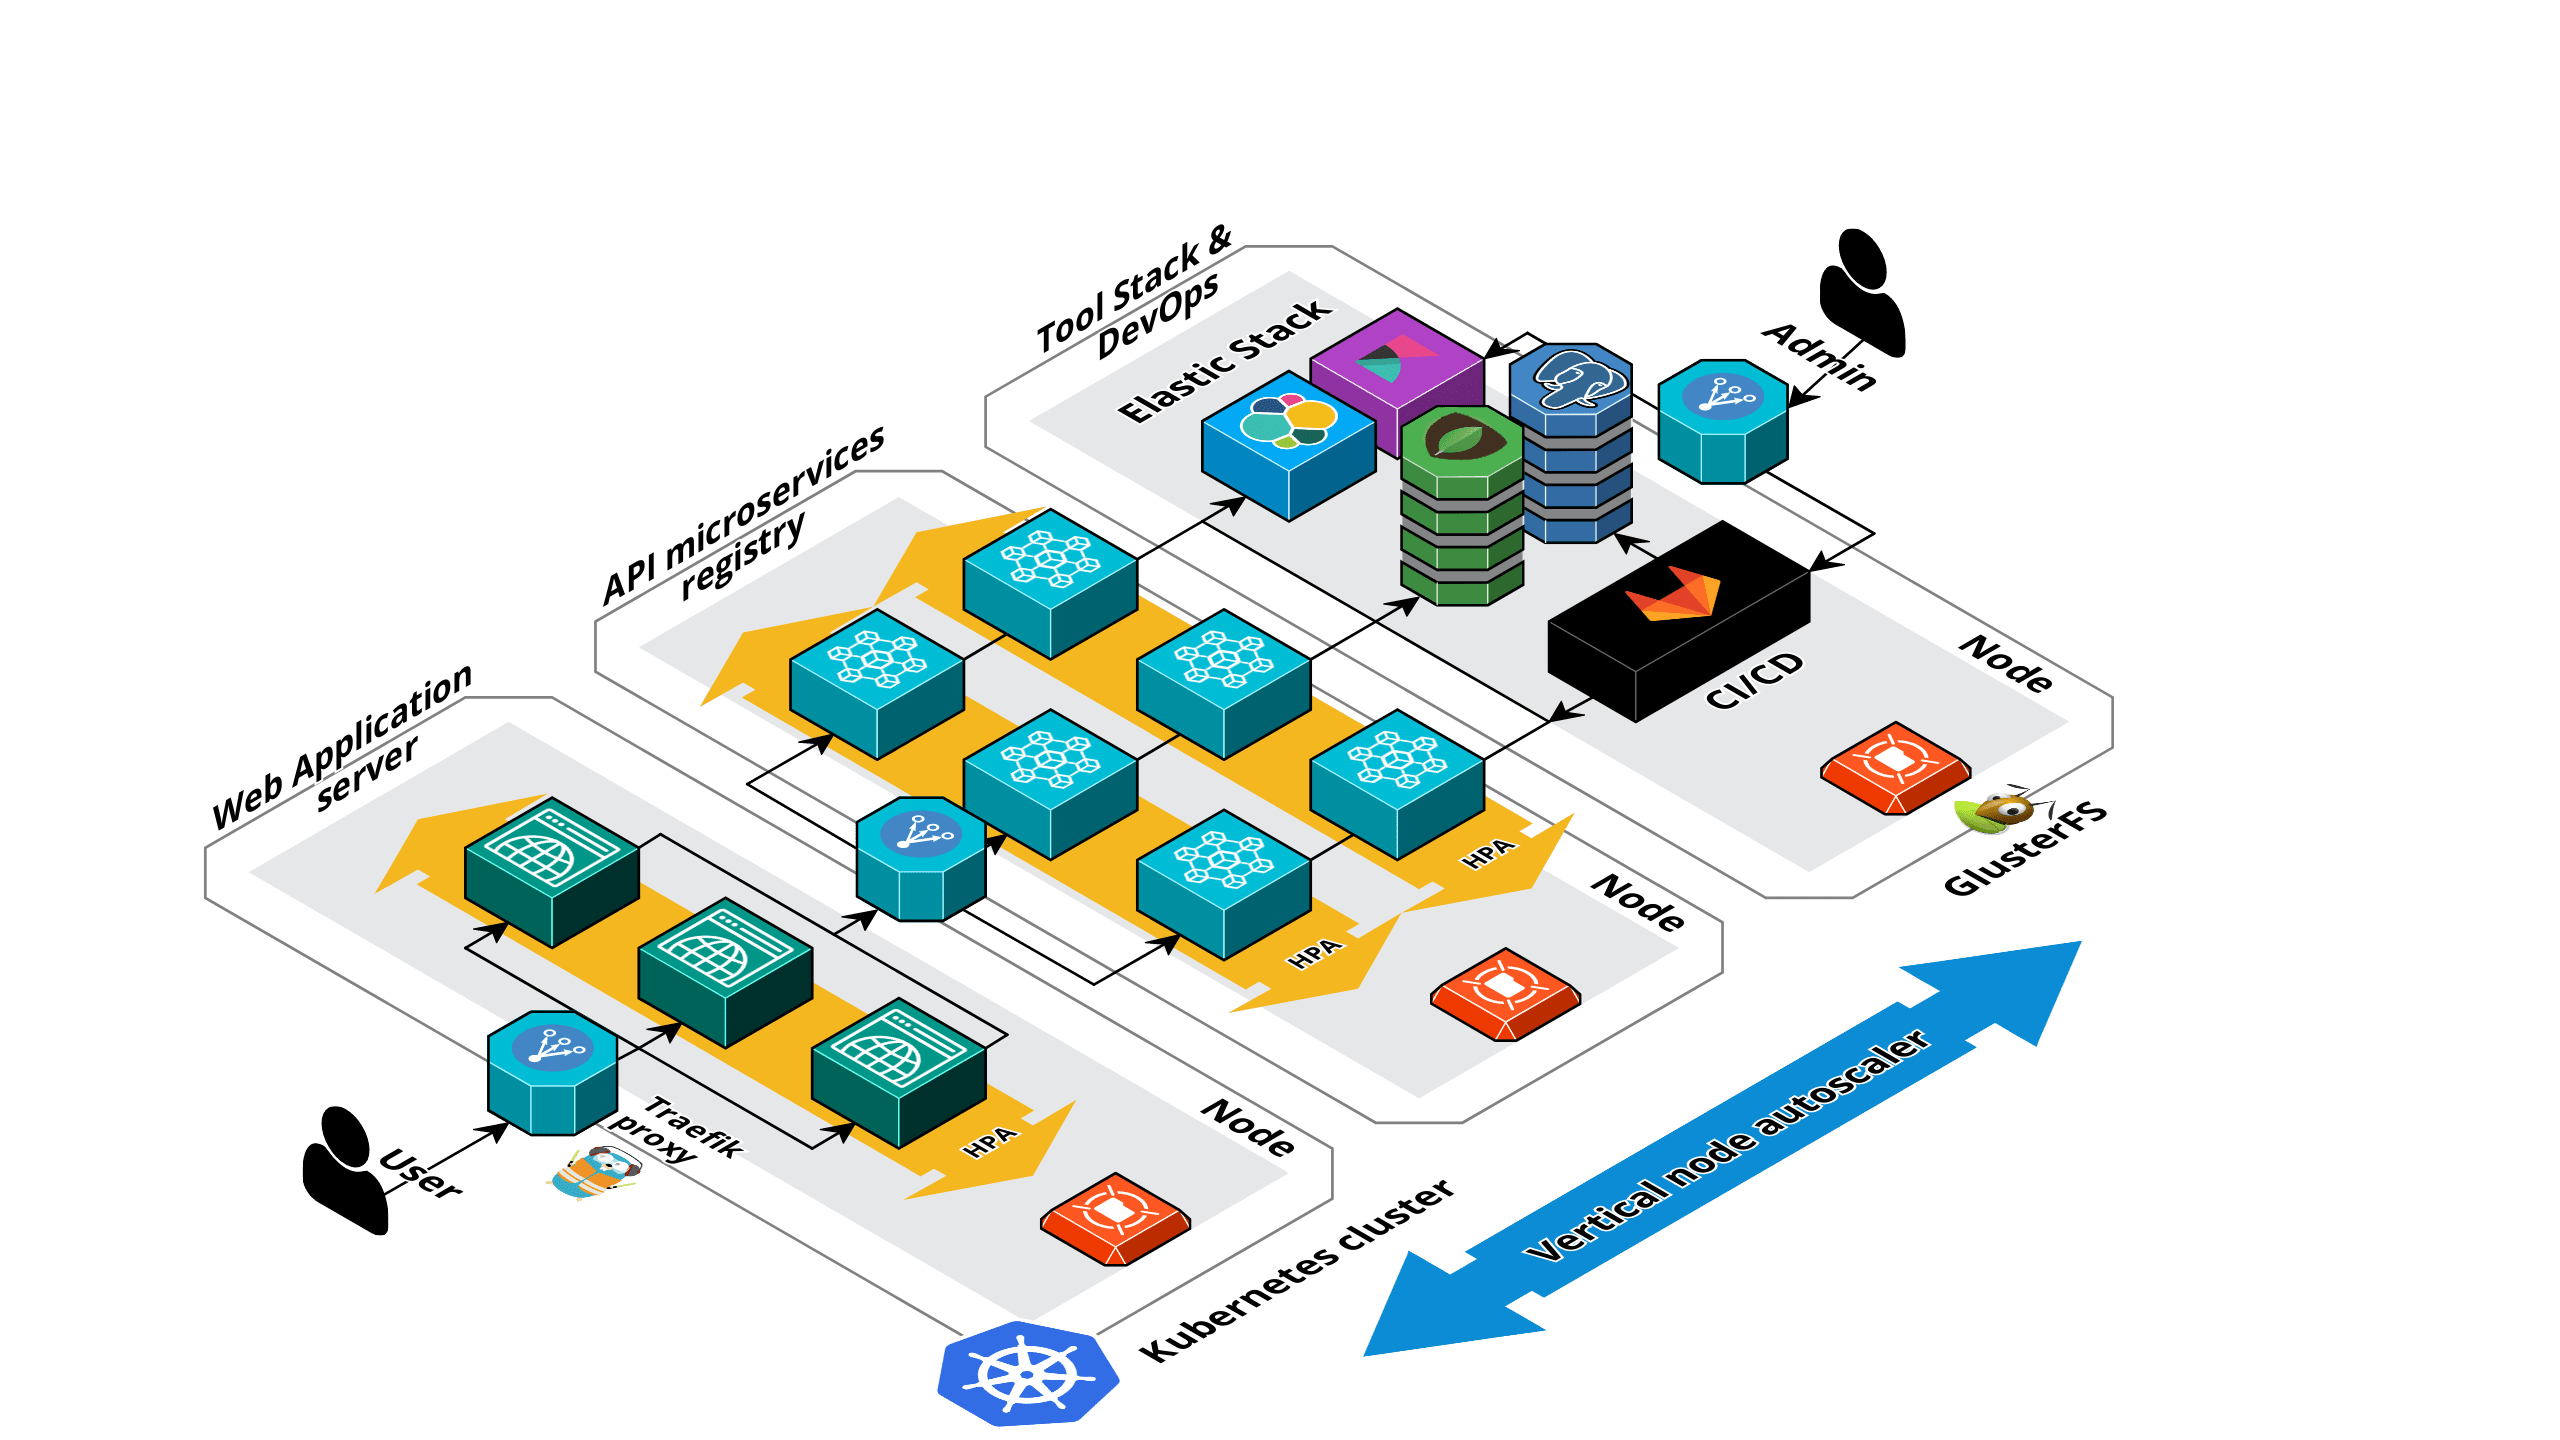 Tool Stack &
DevOps
Elastic Stack
Admin
API microservices
registry
Node
CI/CD
Web Application
server
GlusterFS
HPA
Node
HPA
Traefik
proxy
Node
HPA
User
Vertical node autoscaler
Kubernetes cluster